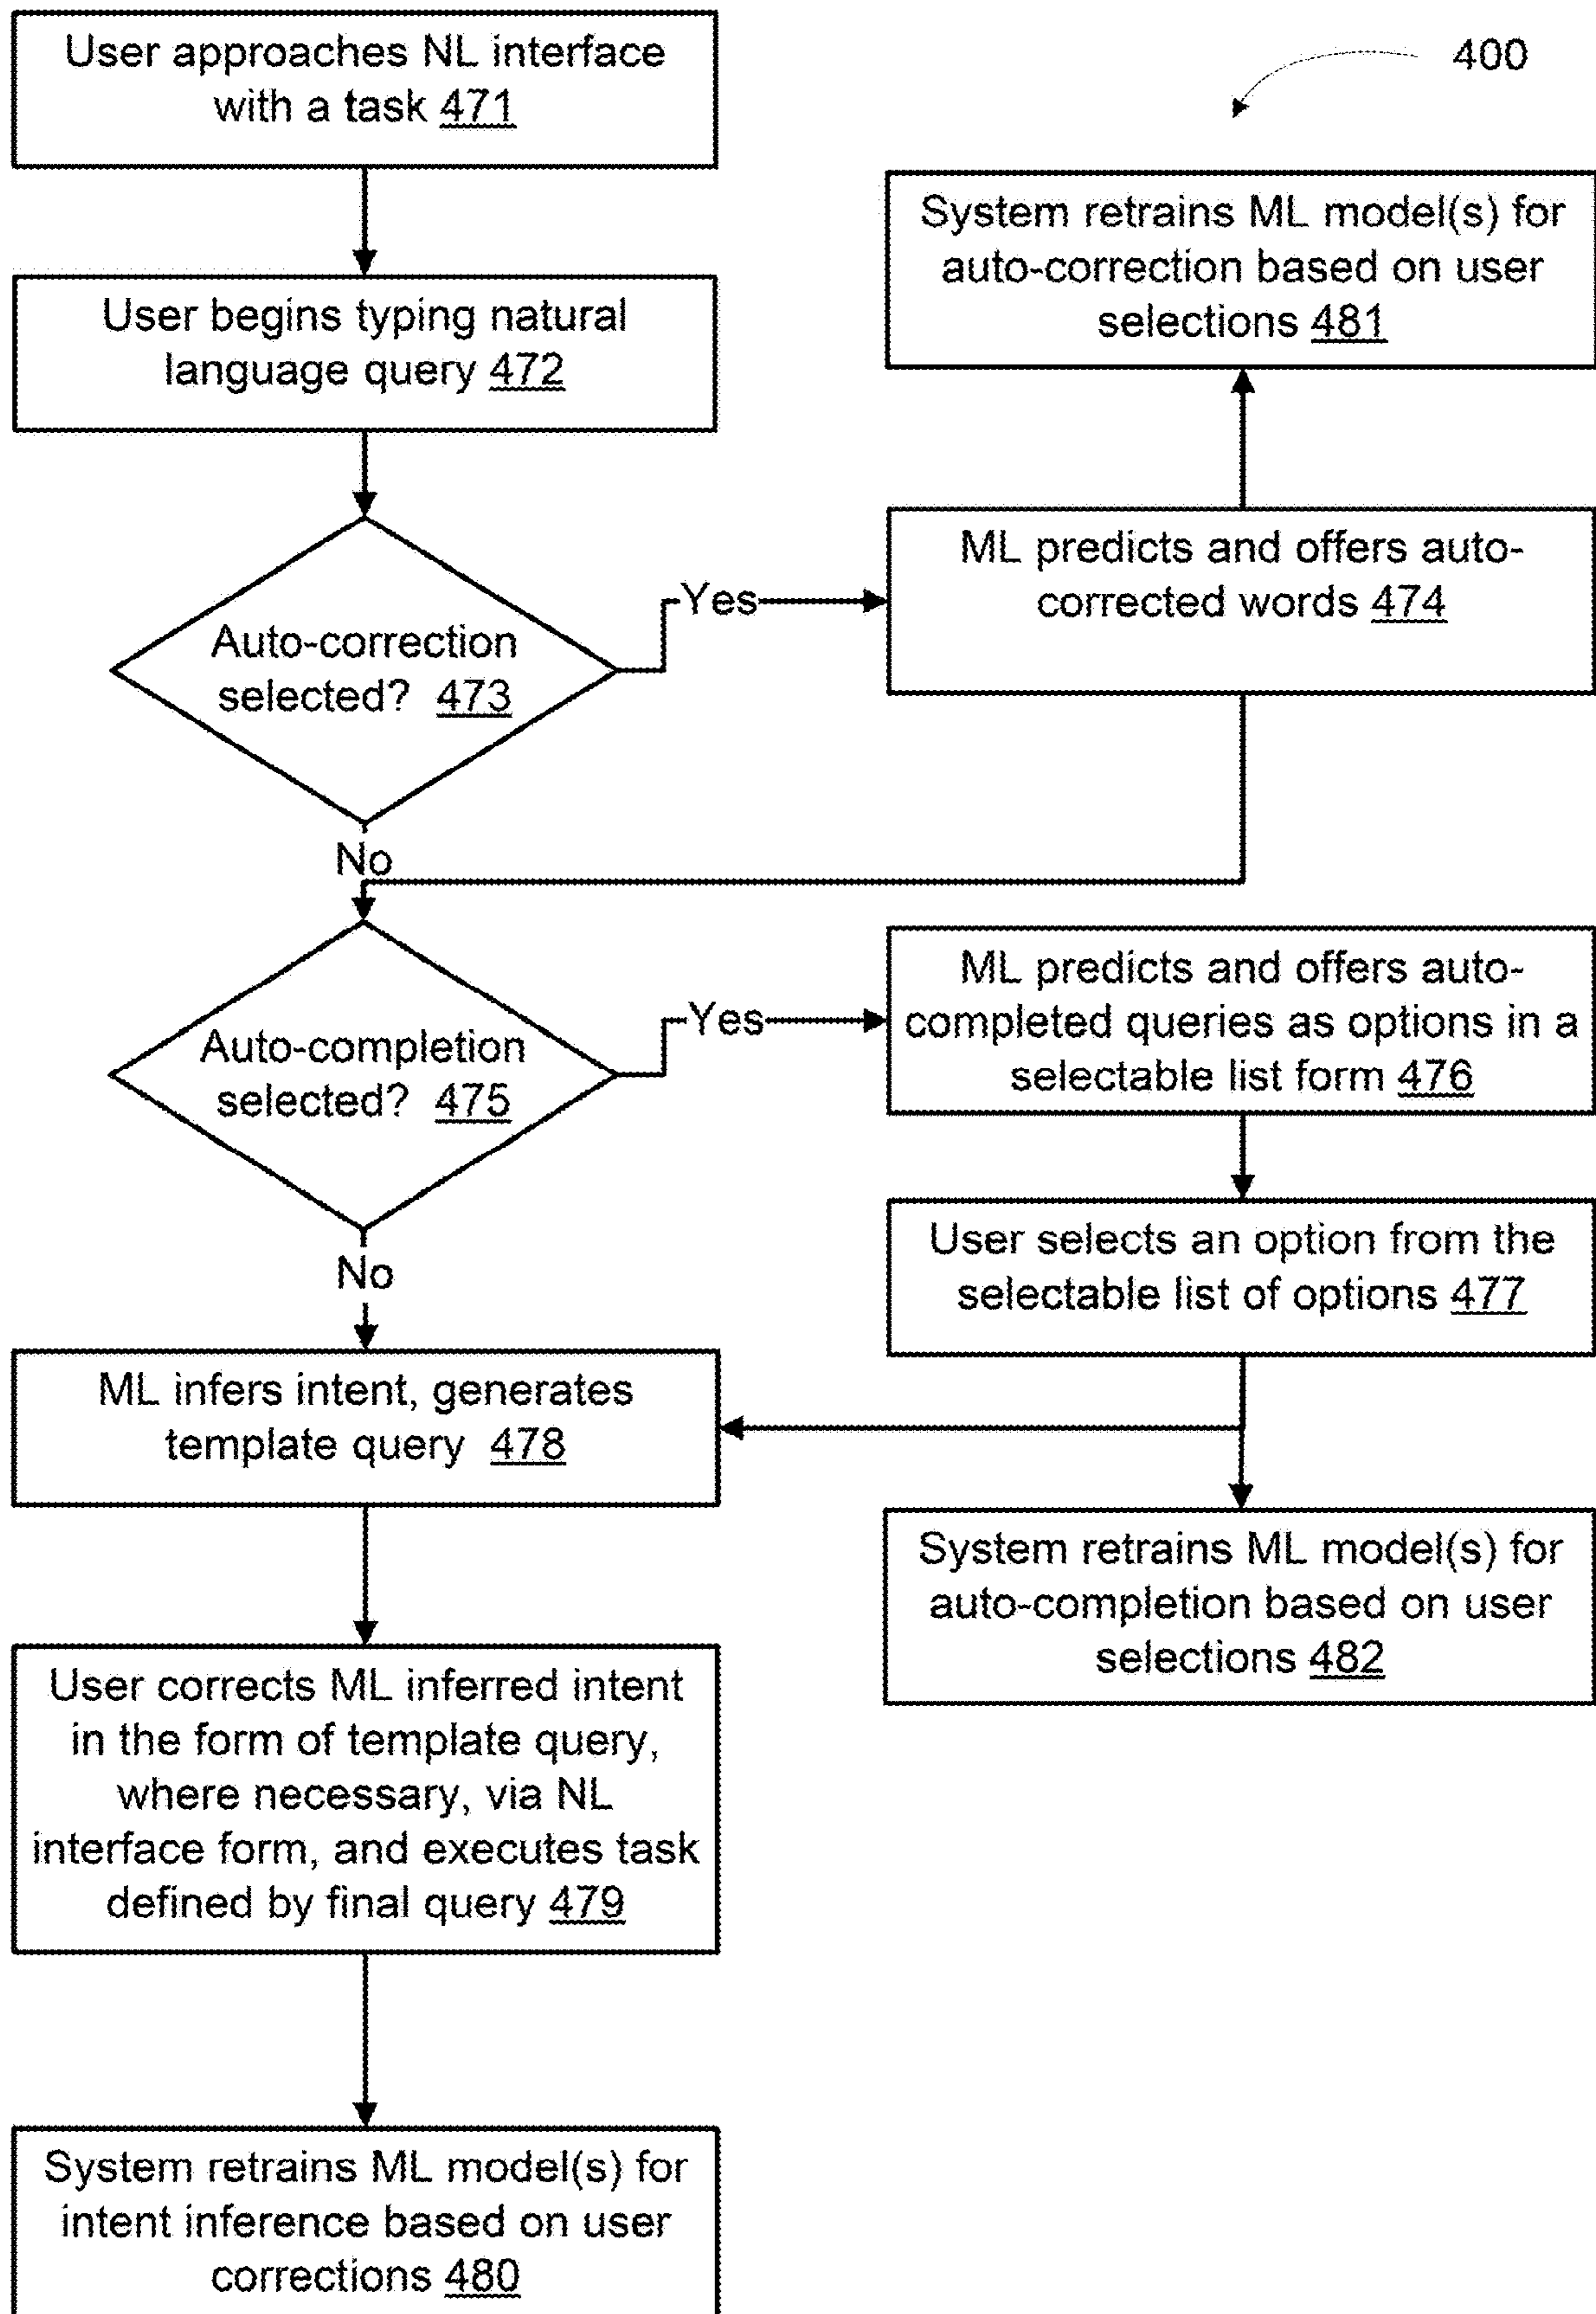 User approaches NL interface
with a task 471
400
User begins typing natural
language query 472
System retrains ML model(s) for
auto-correction based on user
selections 481
Auto-correction
selected? 473
Yes
ML predicts and offers auto-
corrected words 474
No
Auto-completion
selected? 475
Yes
ML predicts and offers auto-
completed queries as options in a
selectable list form 476
User selects an option from the
selectable list of options 477
No
ML infers intent, generates
template query 478
System retrains ML model(s) for
auto-completion based on user
selections 482
User corrects ML inferred intent
in the form of template query,
where necessary, via NL
interface form, and executes task
defined by final query 479
System retrains ML model(s) for
intent inference based on user
corrections 480